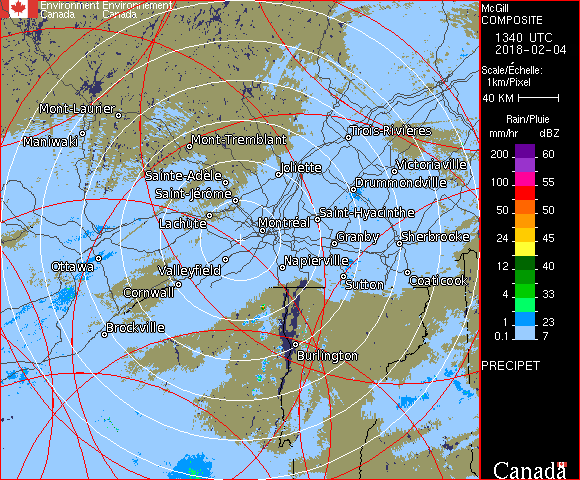 Environment Environnement
Canada Canada
Mont-Laurier
Maniwaki
Mont-Tremblant
Trois-Rivières
Joliette
Victoriaville
Sainte-Adèle
Drummondville
Saint-Jérôme
Saint-Hyacinthe
Lachute
Montréal
Granby
Sherbrooke
Ottawa
Valleyfield
Napierville
Sutton
Coaticook
Cornwall
Brockville
Burlington
McGill
COMPOSITE
1340 UTC
2018-02-04
Scale/Échelle:
1km/Pixel
40 KM
Rain/Pluie
mm/hr dBZ
200 60
100 55
50 50
24 45
12 40
4 33
1 23
0.1 7
PRECIPET
Canada